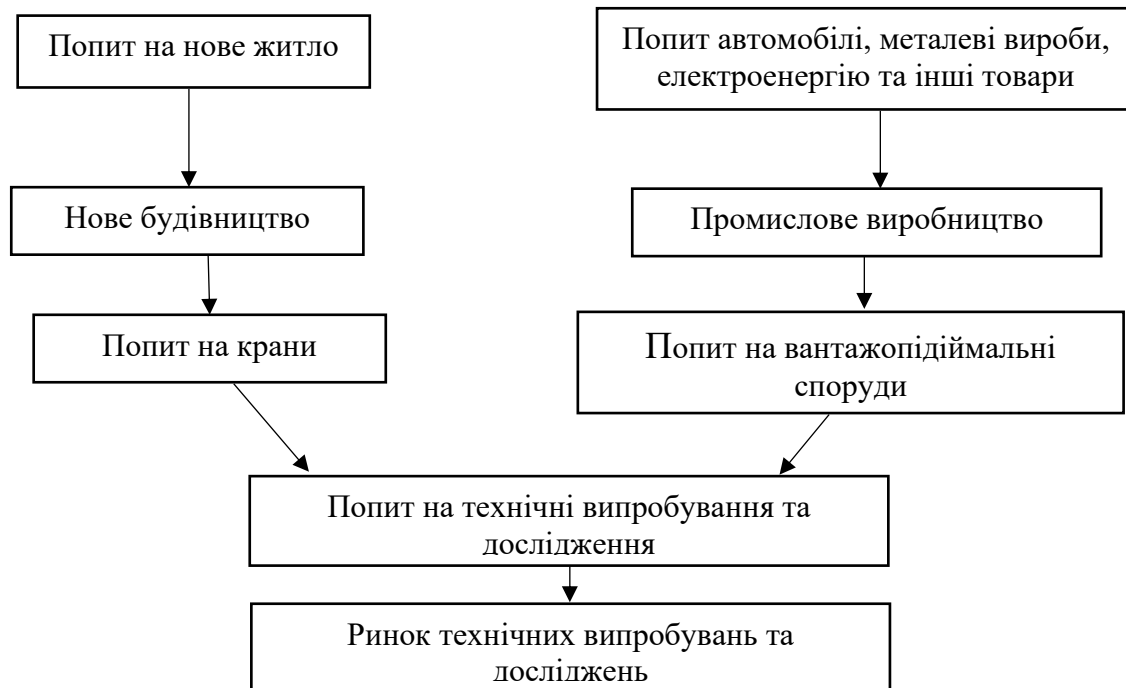 Попит на нове житло
Попит автомобілі, металеві вироби,
електроенергію та інші товари
Нове будівництво
Промислове виробництво
Попит на крани
Попит на вантажопідіймальні
споруди
Попит на технічні випробування та
дослідження
Ринок технічних випробувань та
досліджень